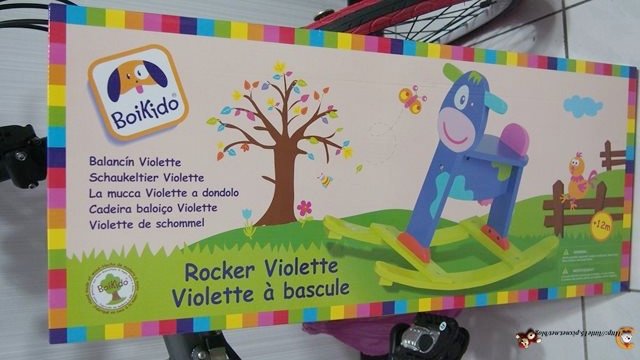 BoiKido
Balancín Violette
Schaukeltier Violette
La mucca Violette a dondolo
Cadeira baloiço Violette
Violette de schommel
Rocker Violette
Violette à bascule
BoiKido
+12m
WARNING